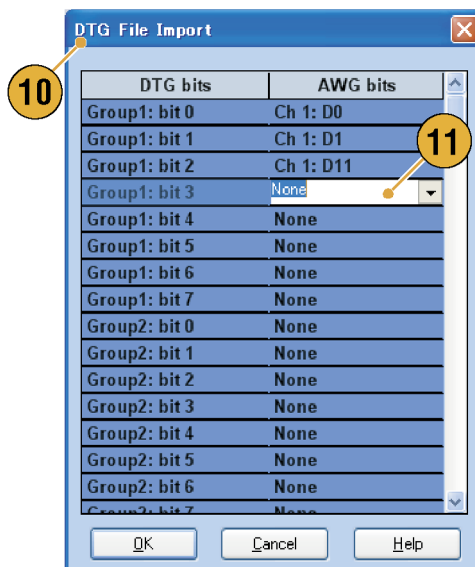 DTG File Import
10
DTG bits AWG bits
Group1: bit 0 Ch 1: D0
11
Group1: bit 1 Ch 1: D1
Group1: bit 2 Ch 1: D11
Group1: bit 3 None
Group1: bit 4 None
Group1: bit 5 None
Group1: bit 6 None
Group1: bit 7 None
Group2: bit 0 None
Group2: bit 1 None
Group2: bit 2 None
Group2: bit 3 None
Group2: bit 4 None
Group2: bit 5 None
Group2: bit 6 None
Group2: bit 7 None
OK Cancel Help